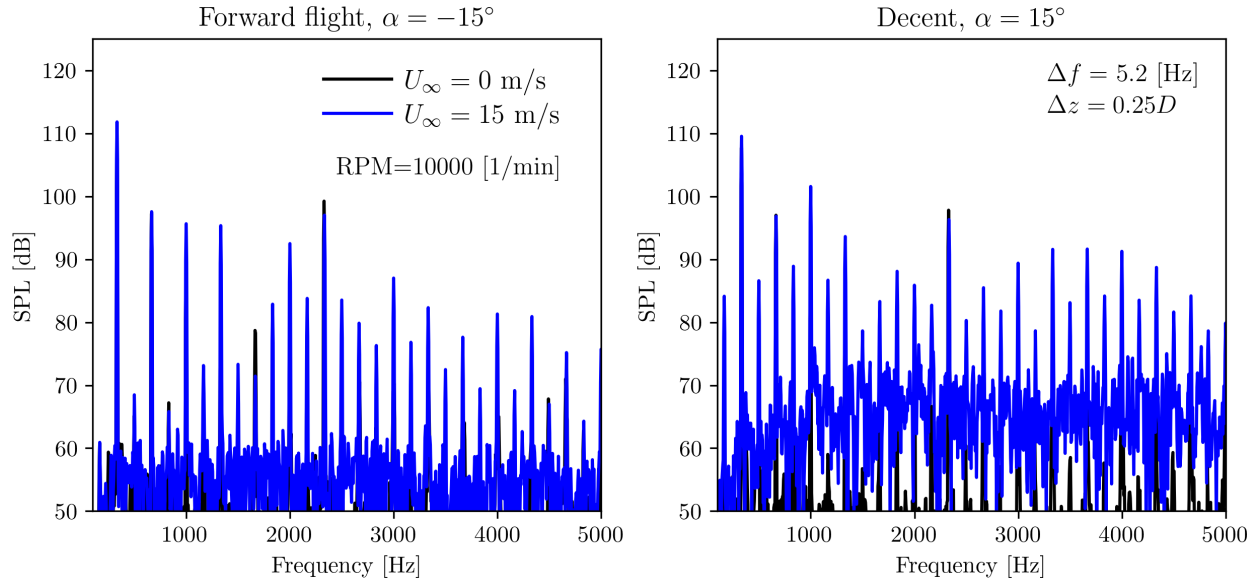 Forward flight, α = −15°
120
110
100
90
80
70
60
50
SPL [dB]
U∞ = 0 m/s
U∞ = 15 m/s
RPM=10000 [1/min]
1000 2000 3000 4000 5000
Frequency [Hz]
Decent, α = 15°
120
110
100
90
80
70
60
50
SPL [dB]
Δf = 5.2 [Hz]
Δz = 0.25D
1000 2000 3000 4000 5000
Frequency [Hz]